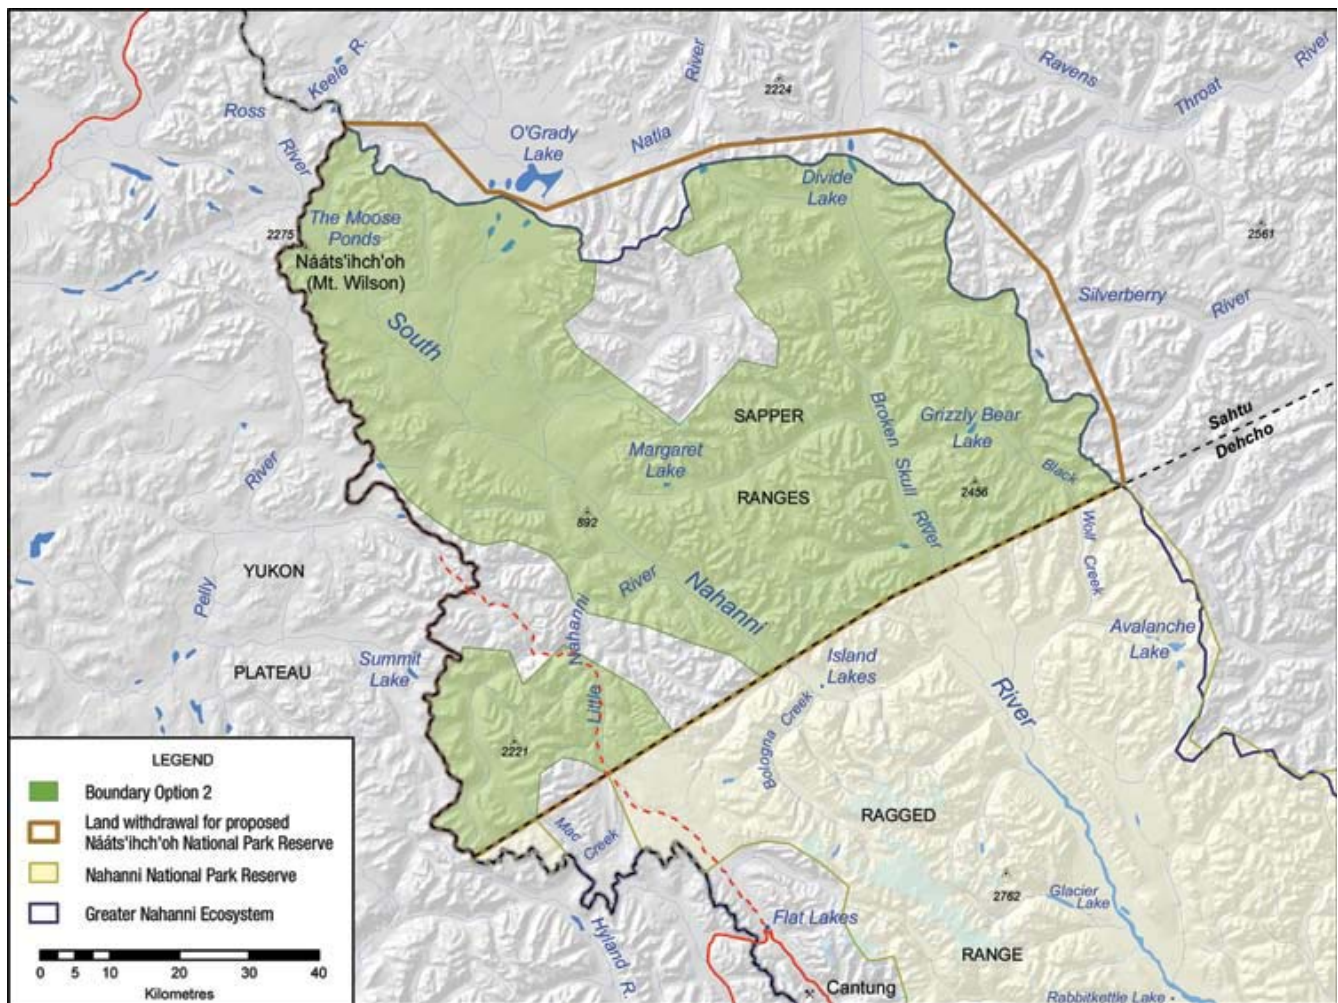 Keele R.
Ross
River
River
2224
Ravens
Throat
River
O'Grady
Lake
Natla
Divide
Lake
The Moose
Ponds
2275
Nááts'ihch'oh
(Mt. Wilson)
2561
Silverberry
River
South
Sahtu
Dehcho
SAPPER
Broken Skull
River
Grizzly Bear
Lake
Margaret
Lake
Black
2456
RANGES
892
River
Wolf Creek
YUKON
River
Nahanni
Nahanni
Pelly
Avalanche
Lake
Summit
Lake
PLATEAU
Island
Lakes
Little
River
Bologna Creek
2221
RAGGED
Mac
Creek
2762
Glacier
Lake
Flat Lakes
Hyland R.
RANGE
Cantung
Rabbitkettle Lake
LEGEND
Boundary Option 2
Land withdrawal for proposed
Nááts'ihch'oh National Park Reserve
Nahanni National Park Reserve
Greater Nahanni Ecosystem
0 5 10 20 30 40
Kilometres